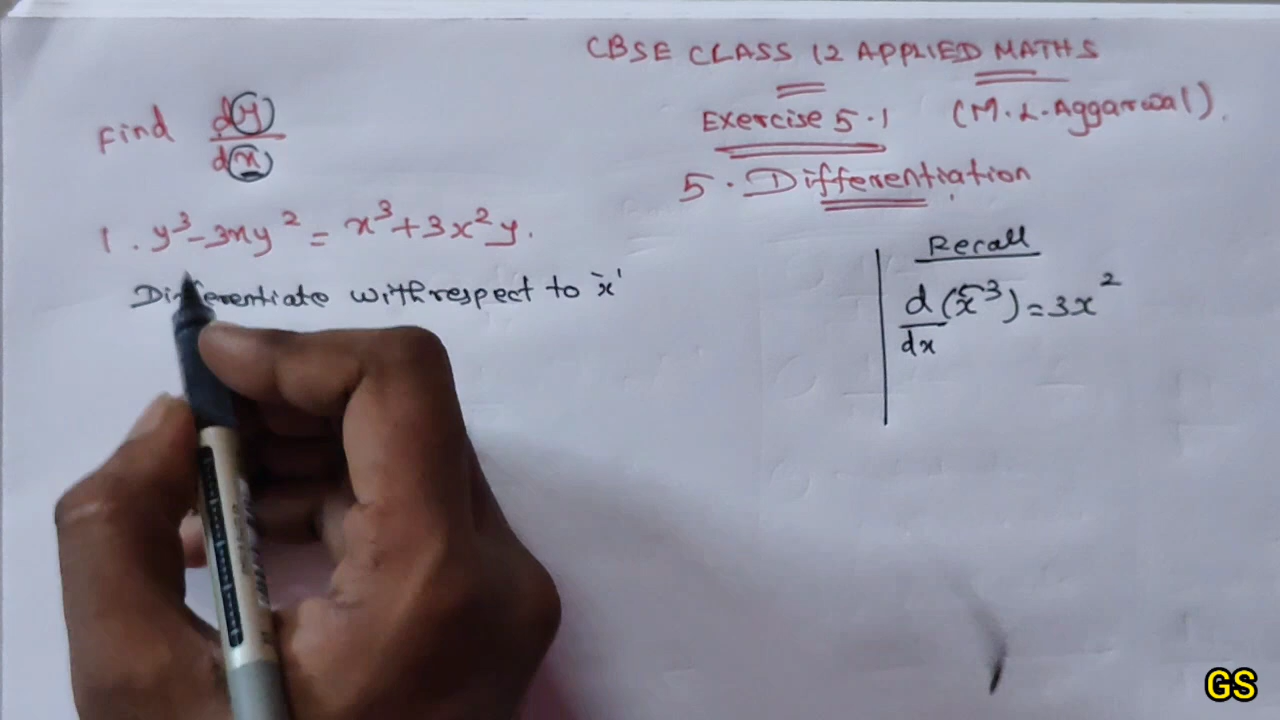 CBSE CLASS 12 APPLIED MATHS
Exercise 5.1 (M.L.Aggarwal).
5. Differentiation
Find dy/dx
1. y³-3xy² = x³+3x²y.
Differentiate with respect to 'x'
Recall
d/dx (x³) = 3x²
GS